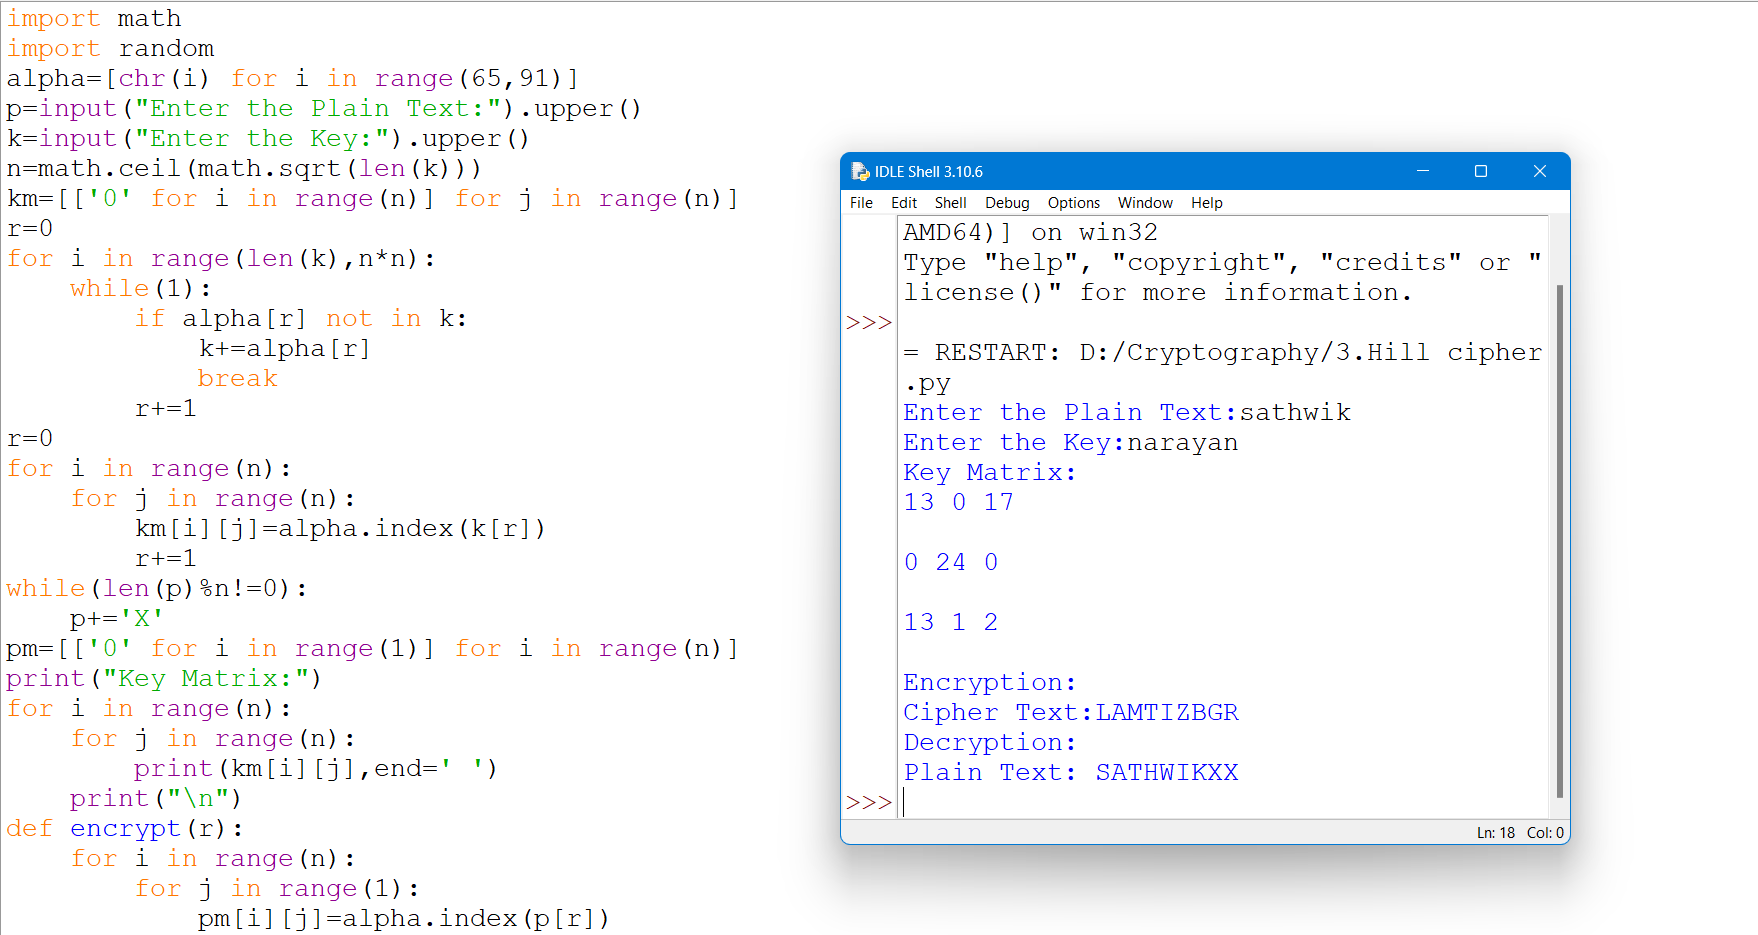 import math
import random
alpha=[chr(i) for i in range(65,91)]
p=input("Enter the Plain Text:").upper()
k=input("Enter the Key:").upper()
n=math.ceil(math.sqrt(len(k)))
km=[['0' for i in range(n)] for j in range(n)]
r=0
for i in range(len(k),n*n):
    while(1):
        if alpha[r] not in k:
            k+=alpha[r]
            break
        r+=1
r=0
for i in range(n):
    for j in range(n):
        km[i][j]=alpha.index(k[r])
        r+=1
while(len(p)%n!=0):
    p+='X'
pm=[['0' for i in range(1)] for i in range(n)]
print("Key Matrix:")
for i in range(n):
    for j in range(n):
        print(km[i][j],end=' ')
    print("\n")
def encrypt(r):
    for i in range(n):
        for j in range(1):
            pm[i][j]=alpha.index(p[r])
IDLE Shell 3.10.6
File Edit Shell Debug Options Window Help
AMD64)] on win32
Type "help", "copyright", "credits" or "
license()" for more information.
>>>
= RESTART: D:/Cryptography/3.Hill cipher
.py
Enter the Plain Text:sathwik
Enter the Key:narayan
Key Matrix:
13 0 17
0 24 0
13 1 2
Encryption:
Cipher Text:LAMTIZBGR
Decryption:
Plain Text: SATHWIKXX
>>>
Ln: 18 Col: 0